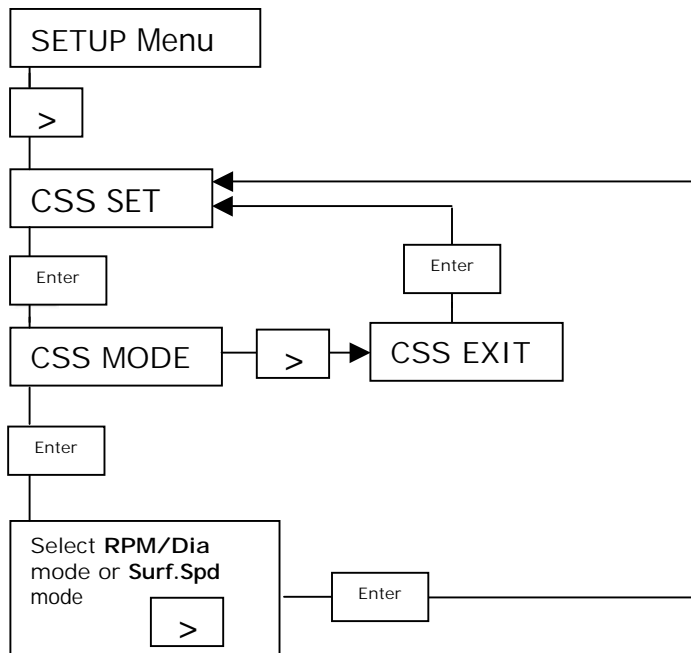 SETUP Menu
>
CSS SET
Enter
Enter
CSS MODE
>
CSS EXIT
Enter
Select RPM/Dia
mode or Surf.Spd
mode
>
Enter